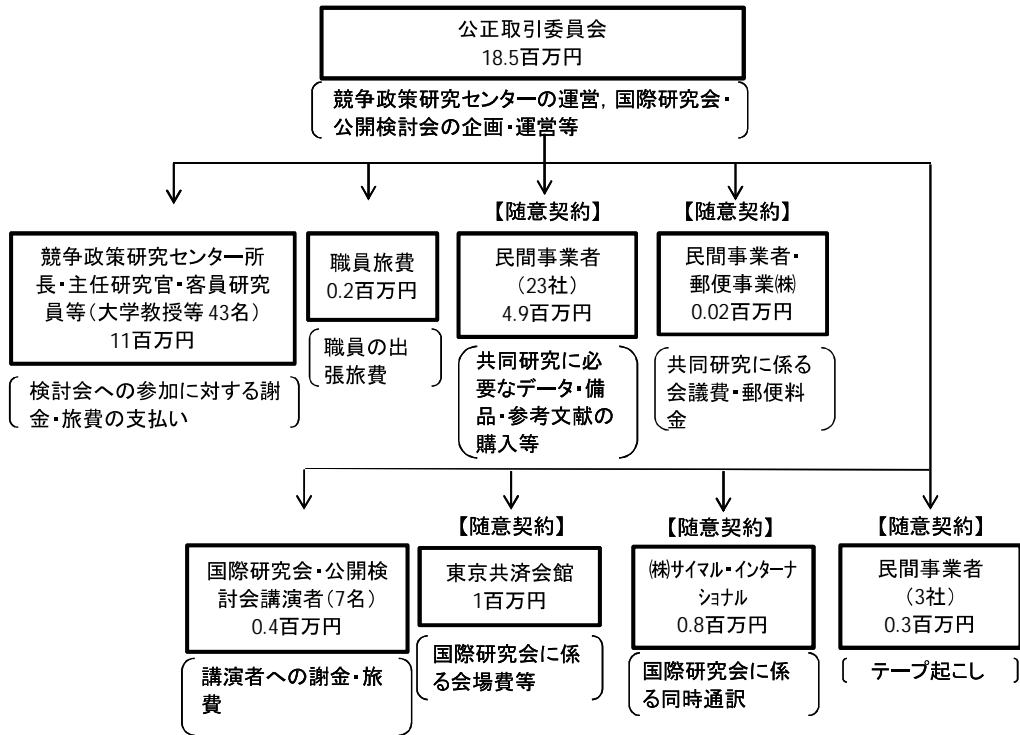 公正取引委員会
18.5百万円
競争政策研究センターの運営，国際研究会・
公開検討会の企画・運営等
競争政策研究センター所
長・主任研究官・客員研究
員等（大学教授等 43名）
11百万円
検討会への参加に対する謝
金・旅費の支払い
職員旅費
0.2百万円
職員の出
張旅費
【随意契約】
民間事業者
（23社）
4.9百万円
共同研究に必
要なデータ・備
品・参考文献の
購入等
【随意契約】
民間事業者・
郵便事業㈱
0.02百万円
共同研究に係る
会議費・郵便料
金
国際研究会・公開検
討会講演者（7名）
0.4百万円
講演者への謝金・旅
費
【随意契約】
東京共済会館
1百万円
国際研究会に係
る会場費等
【随意契約】
㈱ｻｲﾏﾙ・ｲﾝﾀｰﾅ
ｼｮﾅﾙ
0.8百万円
国際研究会に係
る同時通訳
【随意契約】
民間事業者
（3社）
0.3百万円
テープ起こし